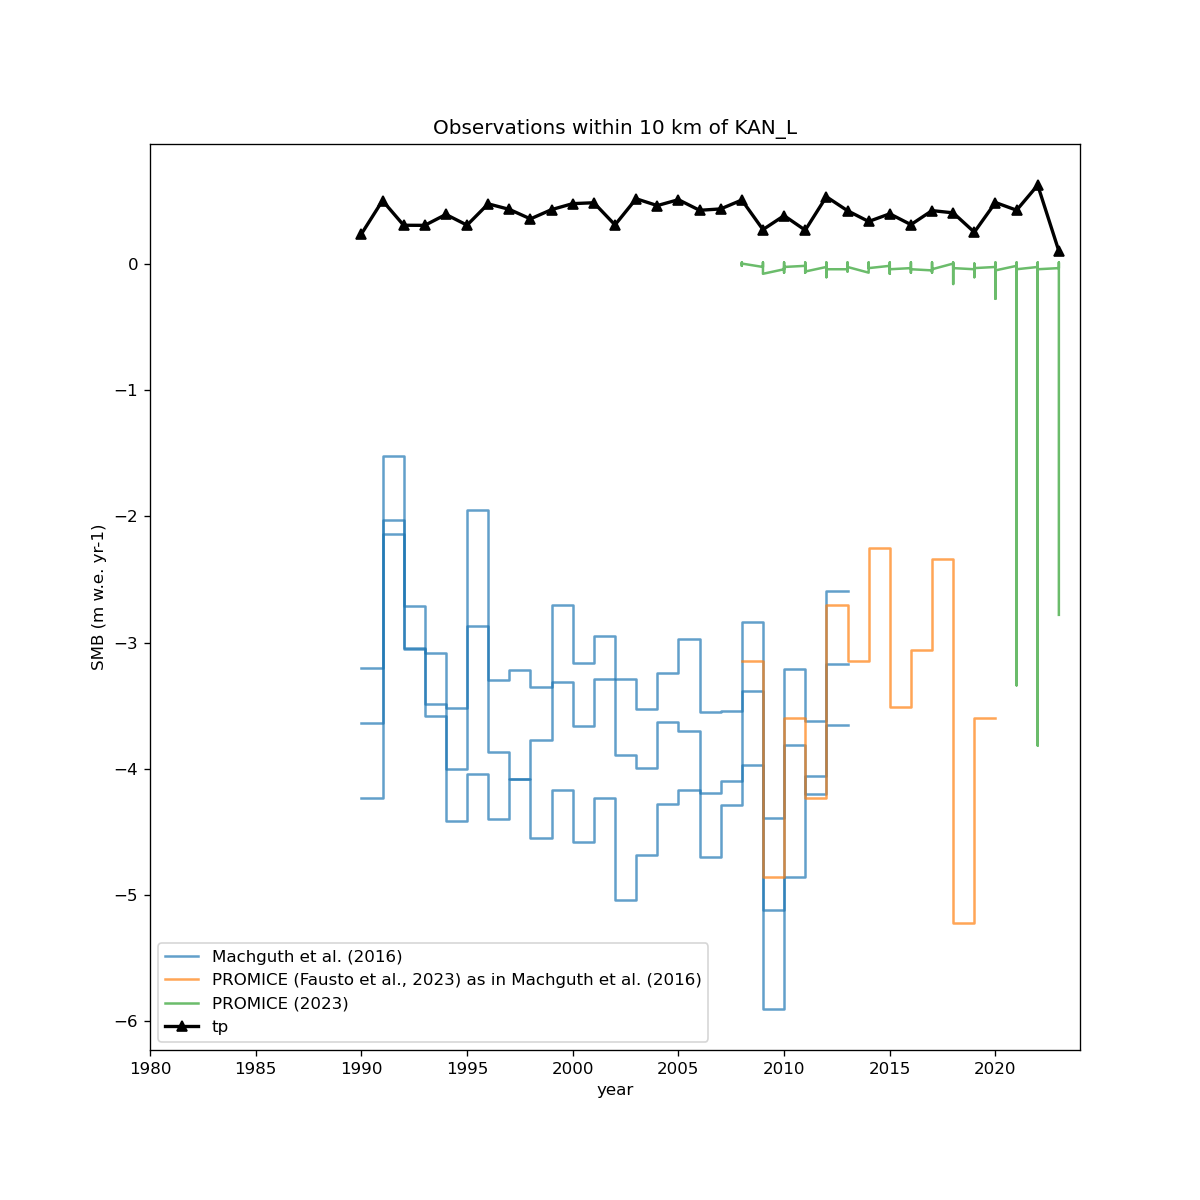 Observations within 10 km of KAN_L
0
−1
−2
−3
−4
−5
−6
SMB (m w.e. yr-1)
Machguth et al. (2016)
PROMICE (Fausto et al., 2023) as in Machguth et al. (2016)
PROMICE (2023)
tp
1980 1985 1990 1995 2000 2005 2010 2015 2020
year